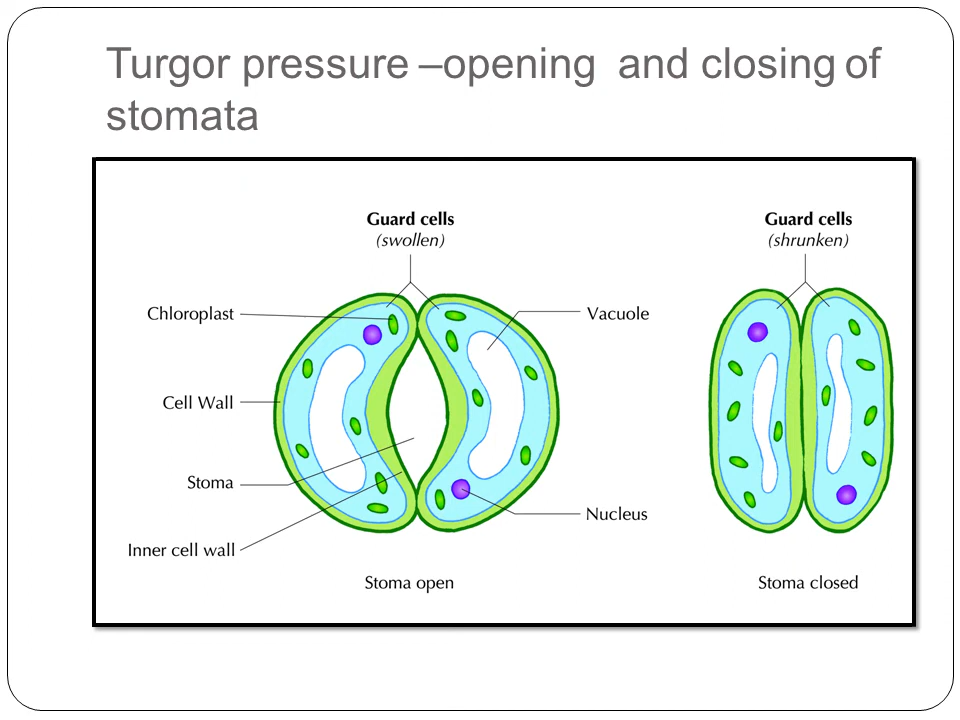 Turgor pressure –opening  and closing of
stomata
Guard cells
(swollen)
Guard cells
(shrunken)
Chloroplast
Vacuole
Cell Wall
Stoma
Nucleus
Inner cell wall
Stoma open
Stoma closed